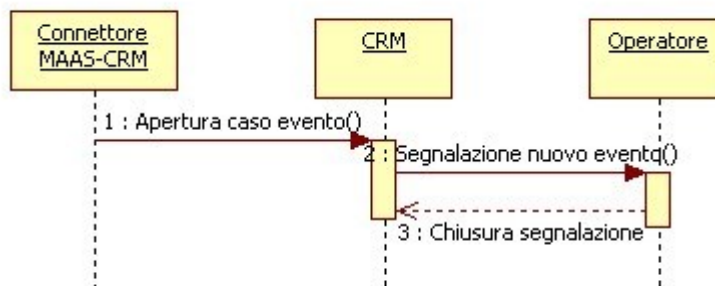 Connettore
MAAS-CRM
CRM
Operatore
1 : Apertura caso evento()
2 : Segnalazione nuovo evento()
3 : Chiusura segnalazione